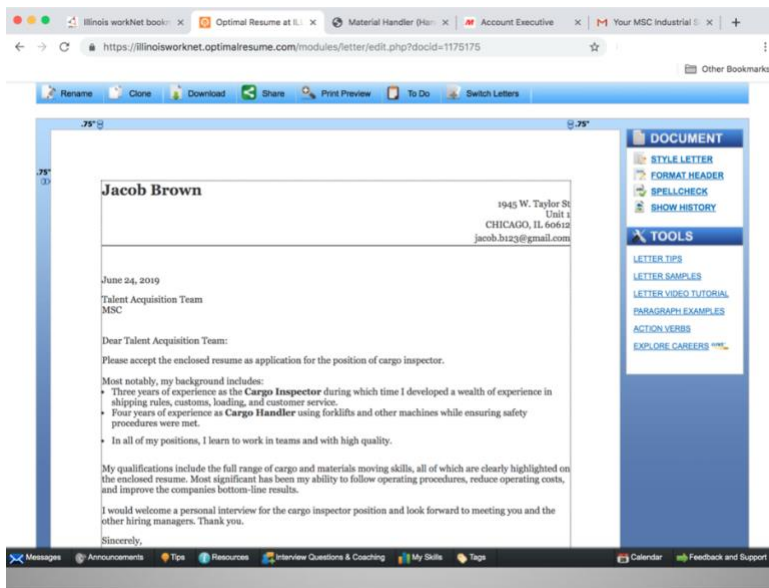 Illinois workNet bookm
Optimal Resume at IL
Material Handler (Han
Account Executive
Your MSC Industrial S
https://illinoisworknet.optimalresume.com/modules/letter/edit.php?docid=1175175
Other Bookmarks
Rename Clone Download Share Print Preview To Do Switch Letters
.75" .75"
.75"
Jacob Brown
1945 W. Taylor St
Unit 1
CHICAGO, IL 60612
jacob.b123@gmail.com
June 24, 2019
Talent Acquisition Team
MSC
Dear Talent Acquisition Team:
Please accept the enclosed resume as application for the position of cargo inspector.
Most notably, my background includes:
• Three years of experience as the Cargo Inspector during which time I developed a wealth of experience in
shipping rules, customs, loading, and customer service.
• Four years of experience as Cargo Handler using forklifts and other machines while ensuring safety
procedures were met.
• In all of my positions, I learn to work in teams and with high quality.
My qualifications include the full range of cargo and materials moving skills, all of which are clearly highlighted on
the enclosed resume. Most significant has been my ability to follow operating procedures, reduce operating costs,
and improve the companies bottom-line results.
I would welcome a personal interview for the cargo inspector position and look forward to meeting you and the
other hiring managers. Thank you.
Sincerely,
DOCUMENT
STYLE LETTER
FORMAT HEADER
SPELLCHECK
SHOW HISTORY
TOOLS
LETTER TIPS
LETTER SAMPLES
LETTER VIDEO TUTORIAL
PARAGRAPH EXAMPLES
ACTION VERBS
EXPLORE CAREERS
Messages Announcements Tips Resources Interview Questions & Coaching My Skills Tags Calendar Feedback and Support